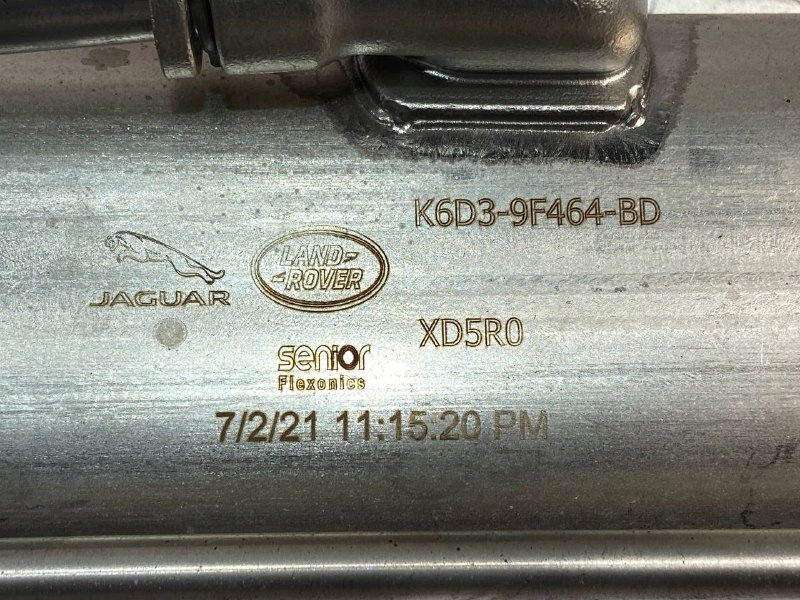 K6D3-9F464-BD
JAGUAR
LAND-
-ROVER
XD5R0
senior
Flexonics
7/2/21 11:15:20 PM